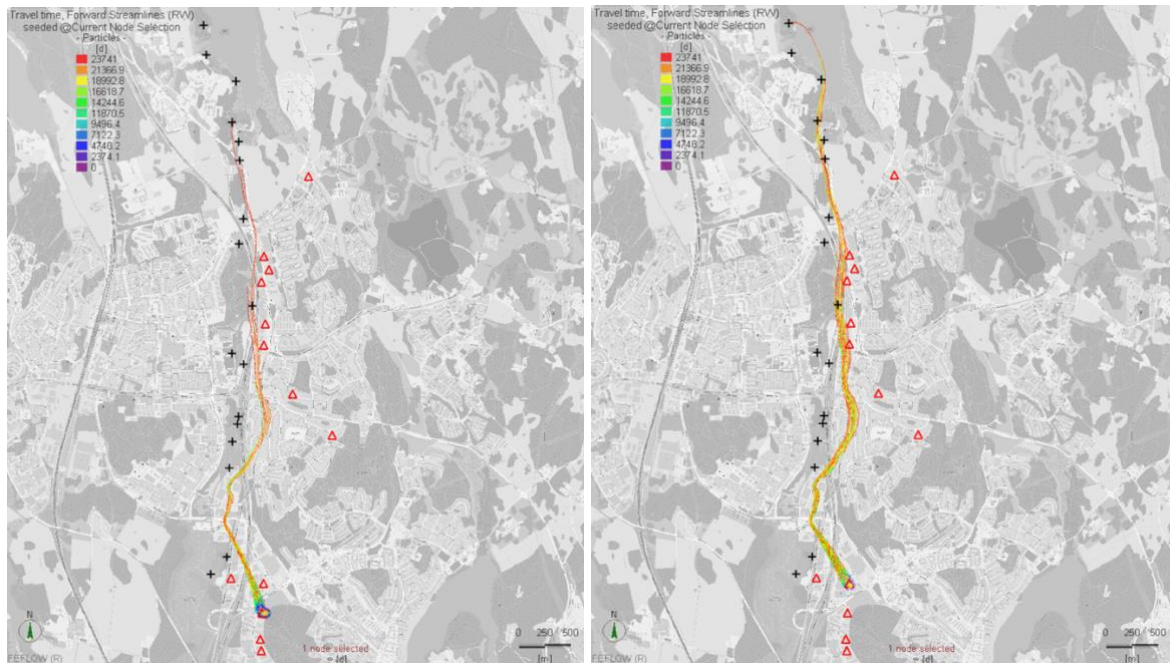 Travel time, Forward Streamlines (RW)
seeded @Current Node Selection
- Particles -
[d]
23741
21366.9
18992.8
16618.7
14244.6
11870.5
9496.4
7122.3
4748.2
2374.1
0
N
FEFLOW (R)
1 node selected
- [d]
0 250 500
[m]
Travel time, Forward Streamlines (RW)
seeded @Current Node Selection
- Particles -
[d]
23741
21366.9
18992.8
16618.7
14244.6
11870.5
9496.4
7122.3
4748.2
2374.1
0
N
FEFLOW (R)
1 node selected
- [d]
0 250 500
[m]